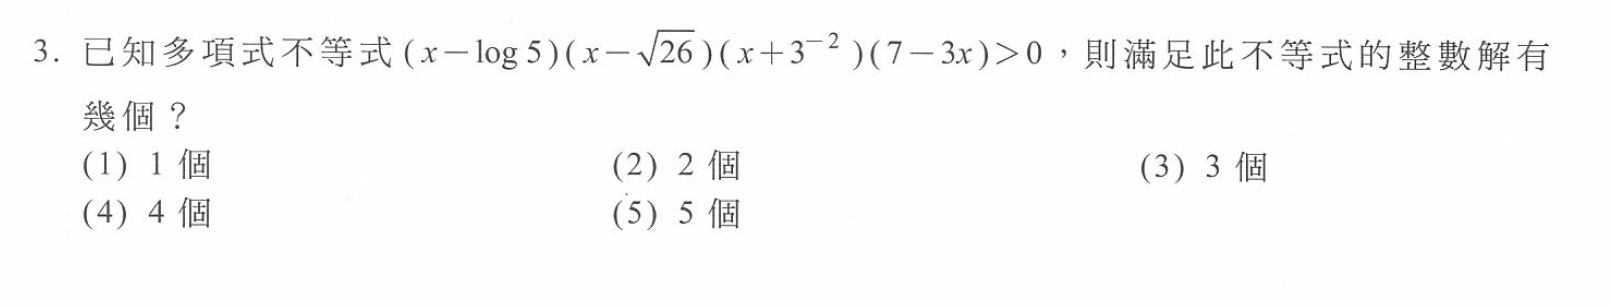 3. 已知多項式不等式(x－log 5)(x－√26)(x＋3⁻²)(7－3x)＞0，則滿足此不等式的整數解有
幾個？
(1) 1 個 (2) 2 個 (3) 3 個
(4) 4 個 (5) 5 個